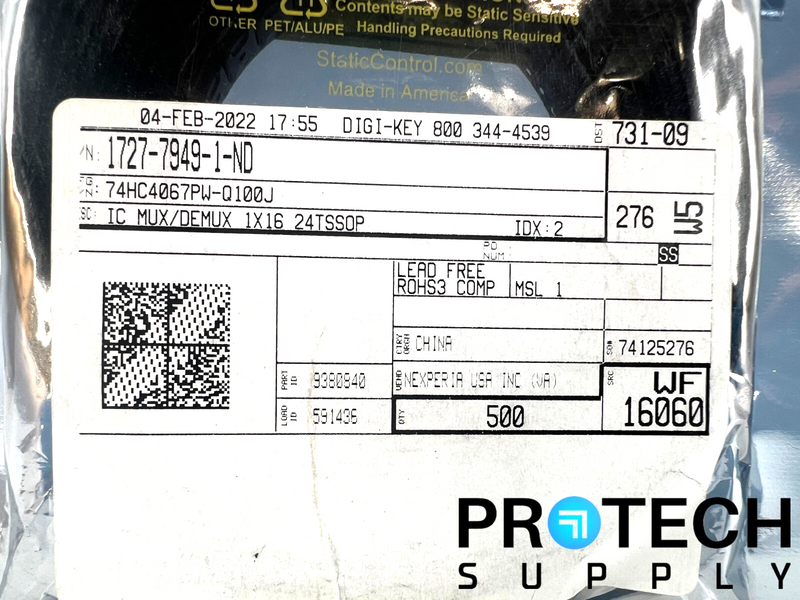 Contents may be Static Sensitive
OTHER PET/ALU/PE Handling Precautions Required
StaticControl.com
Made in America
04-FEB-2022 17:55 DIGI-KEY 800 344-4539 DST 731-09
/N: 1727-7949-1-ND
74HC4067PW-Q100J
SC: IC MUX/DEMUX 1X16 24TSSOP IDX:2
276 W5
PO NUM SS
LEAD FREE
ROHS3 COMP MSL 1
CHINA 74125276
PART ID 9380840 NEXPERIA USA INC (VA) SRC WF
LOAD ID 591436 QTY 500 16060
PROTECH
SUPPLY